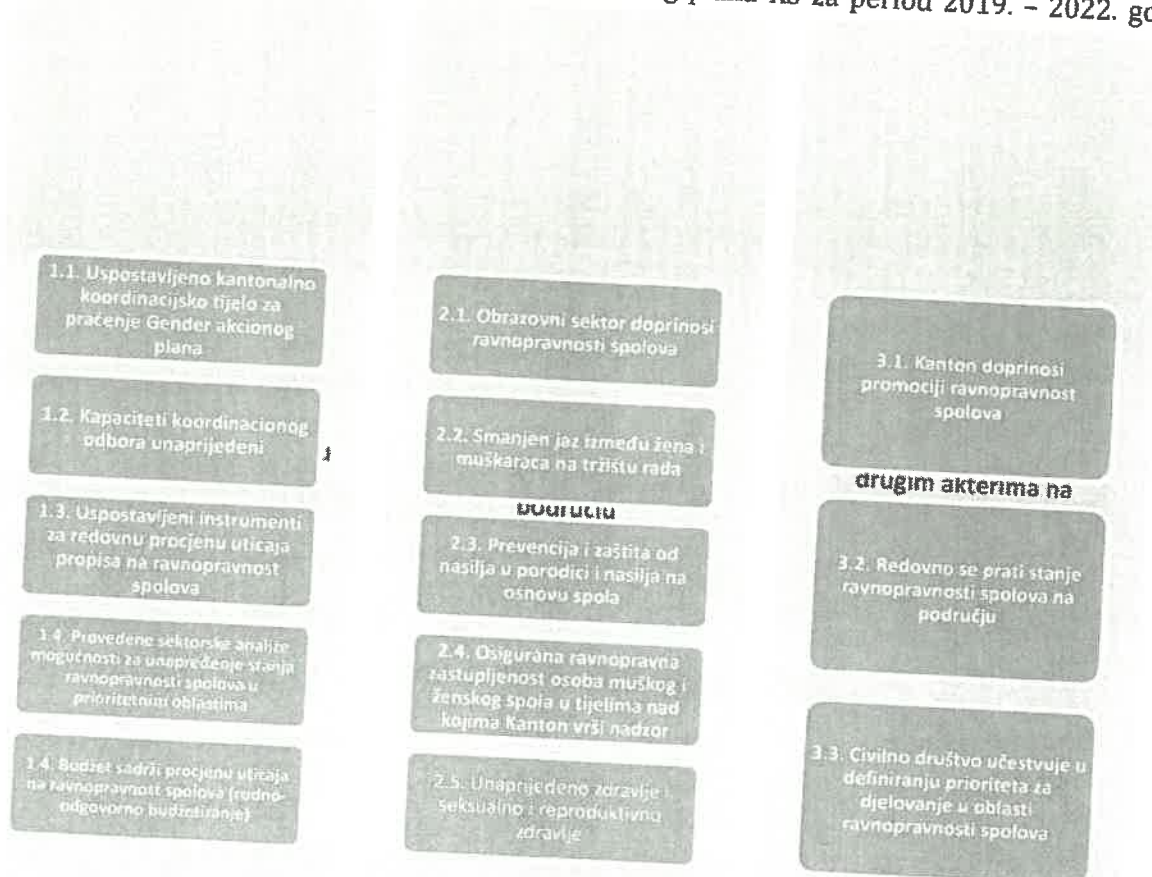 KS za period 2019. – 2022.
1.1. Uspostavljeno kantonalno
koordinacijsko tijelo za
praćenje Gender akcionog
plana
1.2. Kapaciteti koordinacionog
odbora unaprijeđeni
1.3. Uspostavljeni instrumenti
za redovnu procjenu uticaja
propisa na ravnopravnost
spolova
1.4. Provedene sektorske analize
mogućnosti za unapređenje stanja
ravnopravnosti spolova u
prioritetnim oblastima
1.4. Budžet sadrži procjenu uticaja
na ravnopravnost spolova (rodno-
odgovorno budžetiranje)
2.1. Obrazovni sektor doprinosi
ravnopravnosti spolova
2.2. Smanjen jaz između žena i
muškaraca na tržištu rada
području
2.3. Prevencija i zaštita od
nasilja u porodici i nasilja na
osnovu spola
2.4. Osigurana ravnopravna
zastupljenost osoba muškog i
ženskog spola u tijelima nad
kojima Kanton vrši nadzor
2.5. Unaprijeđeno zdravlje i
seksualno i reproduktivno
zdravlje
3.1. Kanton doprinosi
promociji ravnopravnost
spolova
drugim akterima na
3.2. Redovno se prati stanje
ravnopravnosti spolova na
području
3.3. Civilno društvo učestvuje u
definiranju prioriteta za
djelovanje u oblasti
ravnopravnosti spolova